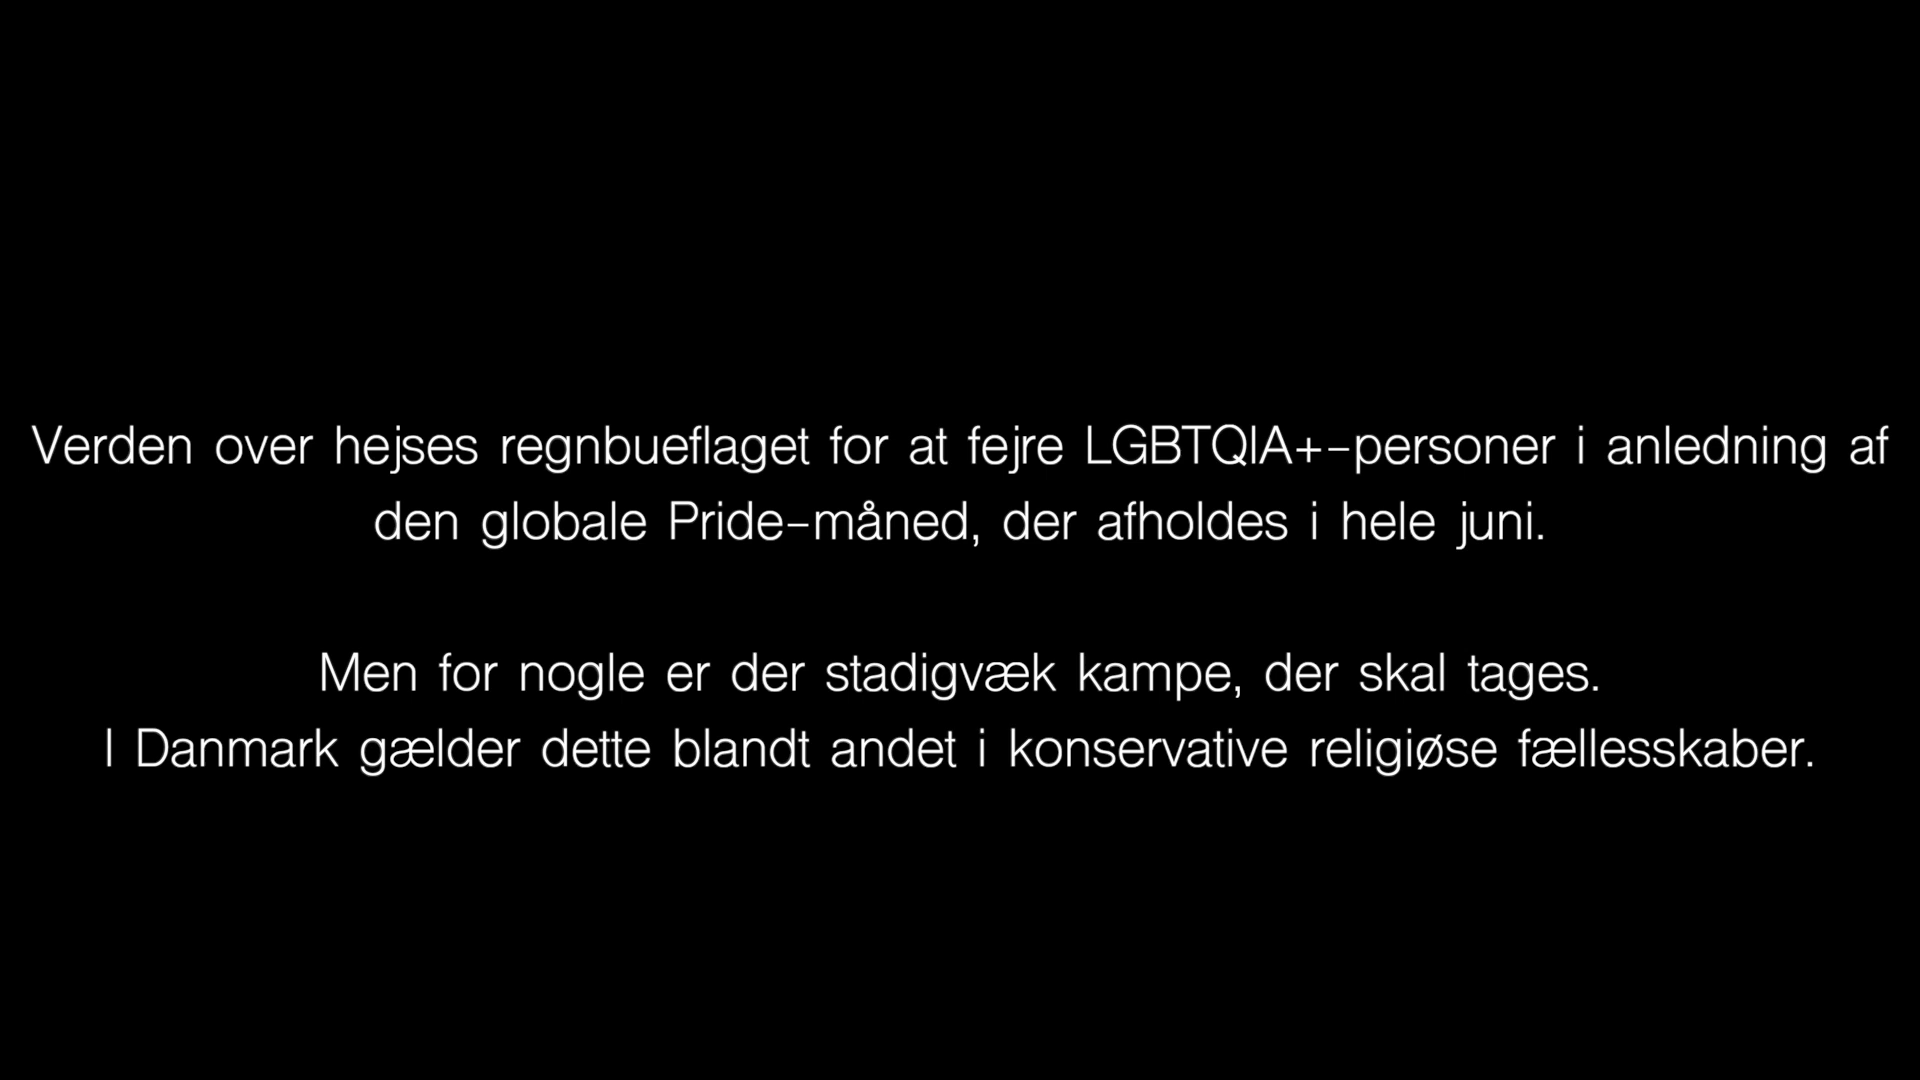 Verden over hejses regnbueflaget for at fejre LGBTQIA+-personer i anledning af
den globale Pride-måned, der afholdes i hele juni.
Men for nogle er der stadigvæk kampe, der skal tages.
I Danmark gælder dette blandt andet i konservative religiøse fællesskaber.